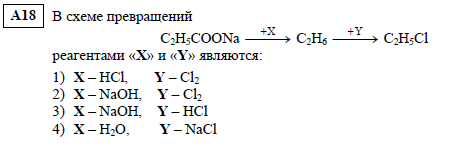 А18 В схеме превращений
C₂H₅COONa —+X→ C₂H₆ —+Y→ C₂H₅Cl
реагентами «X» и «Y» являются:
1) X – HCl, Y – Cl₂
2) X – NaOH, Y – Cl₂
3) X – NaOH, Y – HCl
4) X – H₂O, Y – NaCl